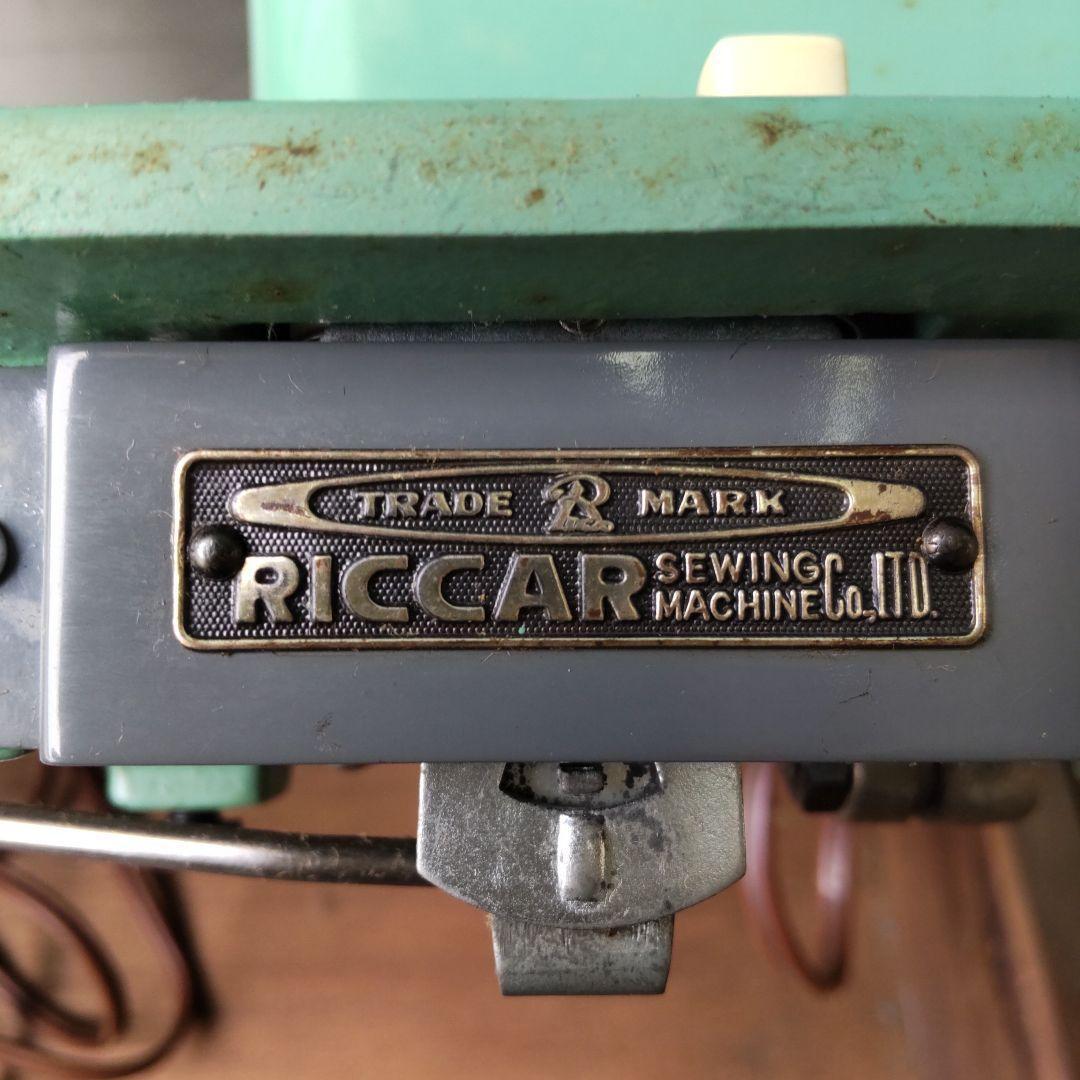 TRADE R MARK
RICCAR SEWING MACHINE Co., LTD.